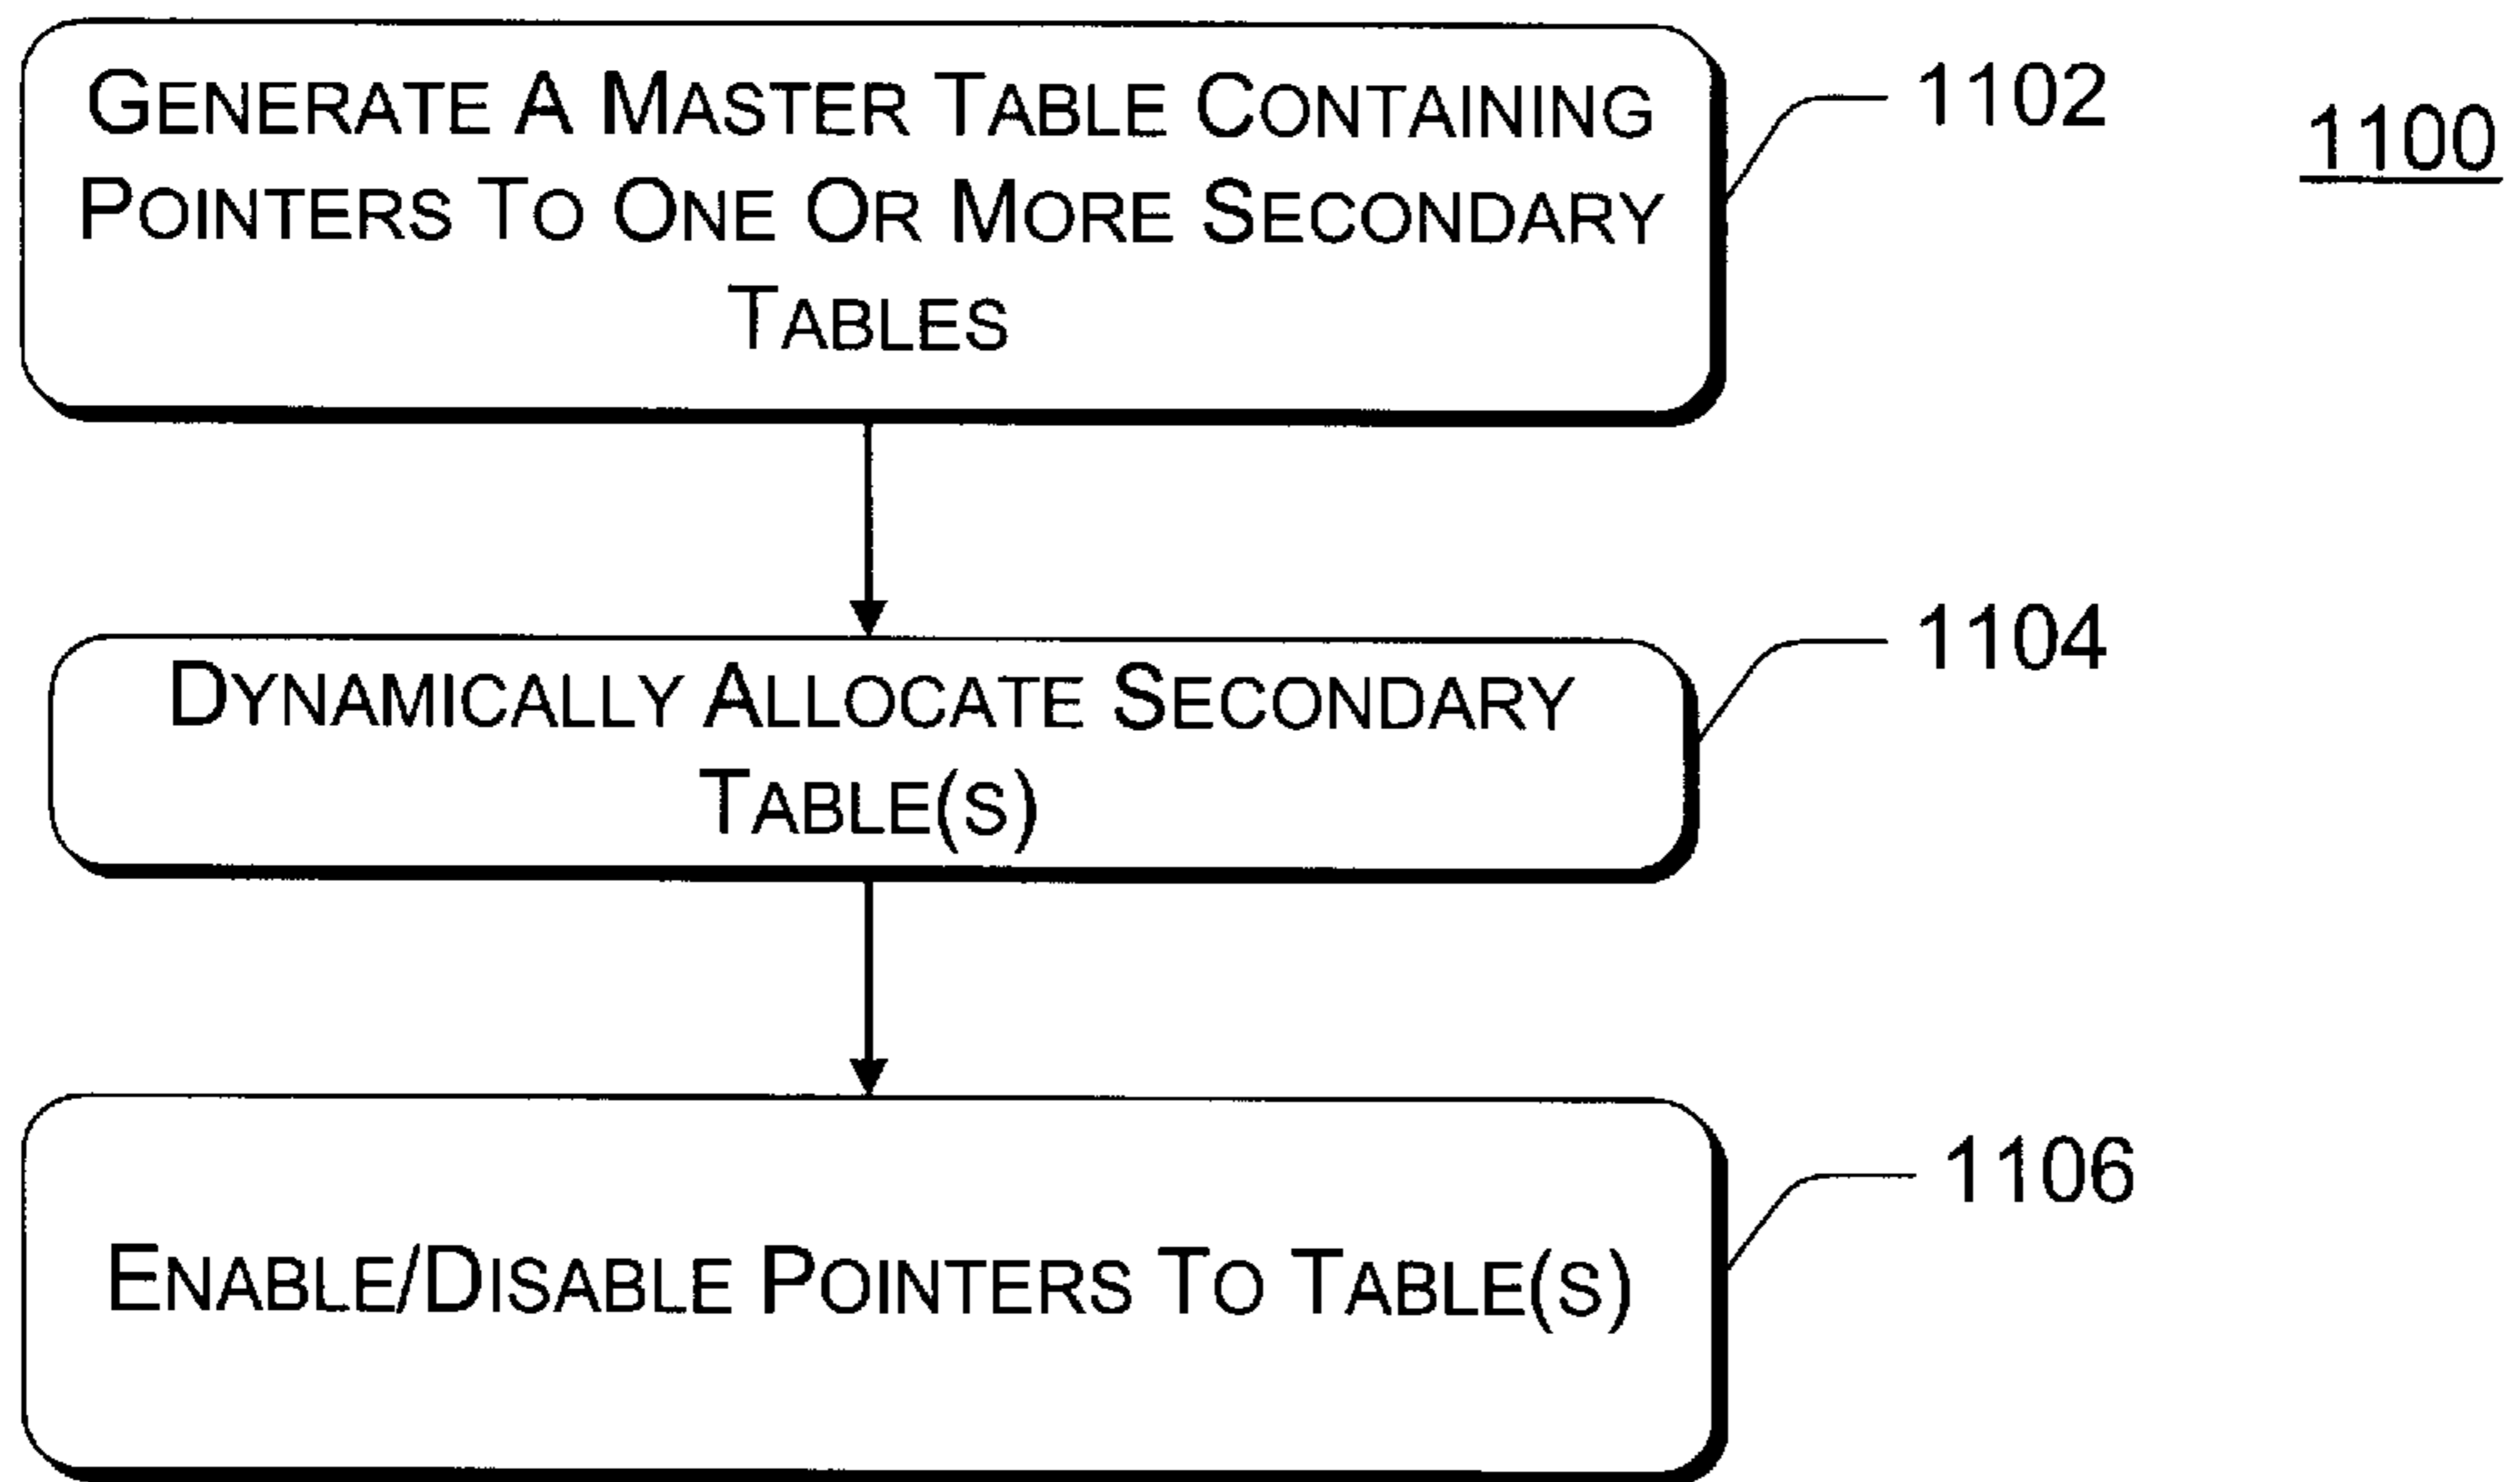 GENERATE A MASTER TABLE CONTAINING
POINTERS TO ONE OR MORE SECONDARY
TABLES
1102
1100
DYNAMICALLY ALLOCATE SECONDARY
TABLE(S)
1104
ENABLE/DISABLE POINTERS TO TABLE(S)
1106